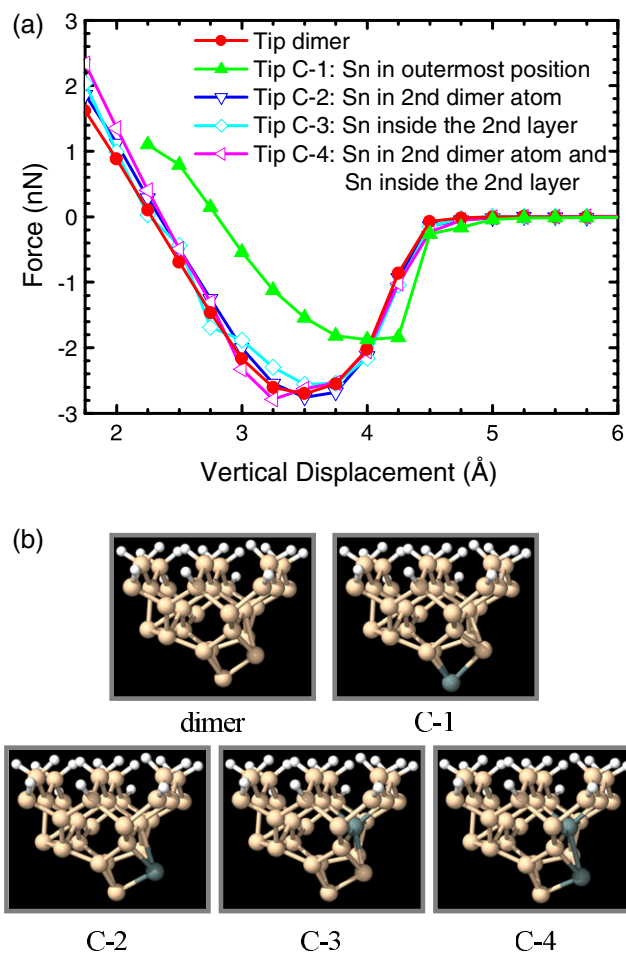 (a)
3
2
1
0
-1
-2
-3
Force (nN)
Tip dimer
Tip C-1: Sn in outermost position
Tip C-2: Sn in 2nd dimer atom
Tip C-3: Sn inside the 2nd layer
Tip C-4: Sn in 2nd dimer atom and
Sn inside the 2nd layer
2 3 4 5 6
Vertical Displacement (Å)
(b)
dimer C-1
C-2 C-3 C-4